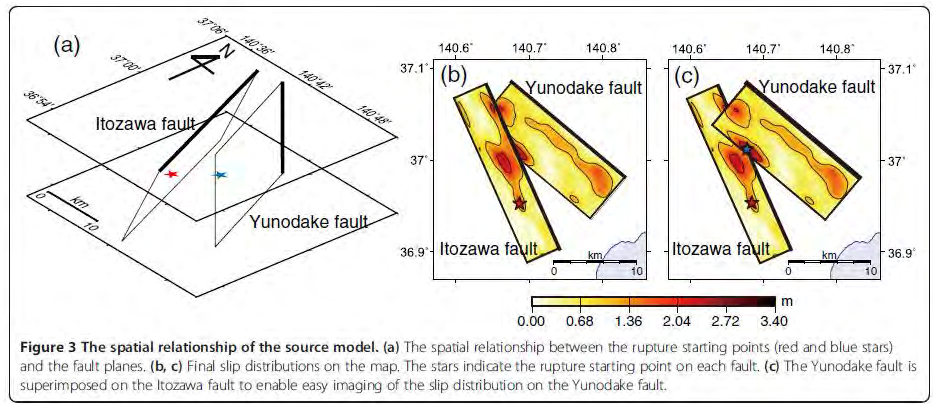 (a)
37°06'
140°36'
N
37°00'
140°42'
36°54'
140°48'
Itozawa fault
0
km
10
Yunodake fault
140.6° 140.7° 140.8°
37.1°
(b)
Yunodake fault
37°
Itozawa fault
36.9°
km
0 10
140.6° 140.7° 140.8°
37.1°
(c)
Yunodake fault
37°
Itozawa fault
36.9°
km
0 10
m
0.00 0.68 1.36 2.04 2.72 3.40
Figure 3 The spatial relationship of the source model. (a) The spatial relationship between the rupture starting points (red and blue stars)
and the fault planes. (b, c) Final slip distributions on the map. The stars indicate the rupture starting point on each fault. (c) The Yunodake fault is
superimposed on the Itozawa fault to enable easy imaging of the slip distribution on the Yunodake fault.